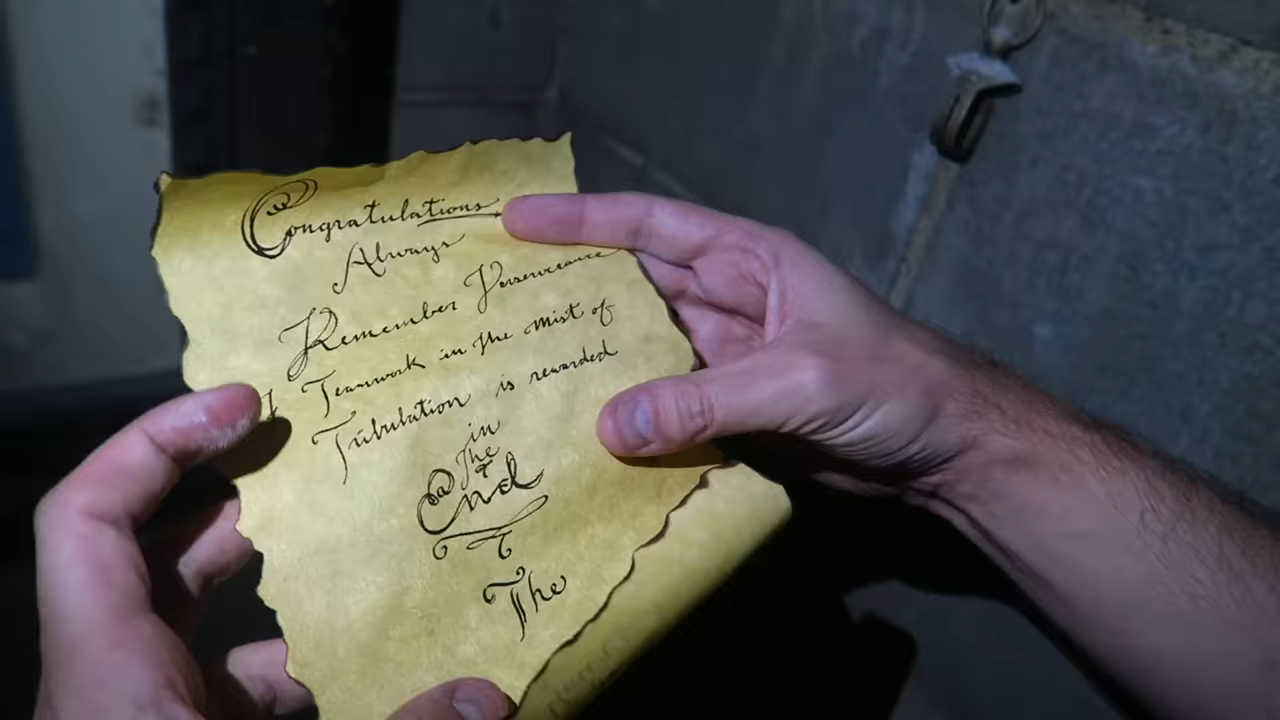 Congratulations
Always
Remember Perseverance
Teamwork in the mist of
Tribulation is rewarded
in
The
End
The